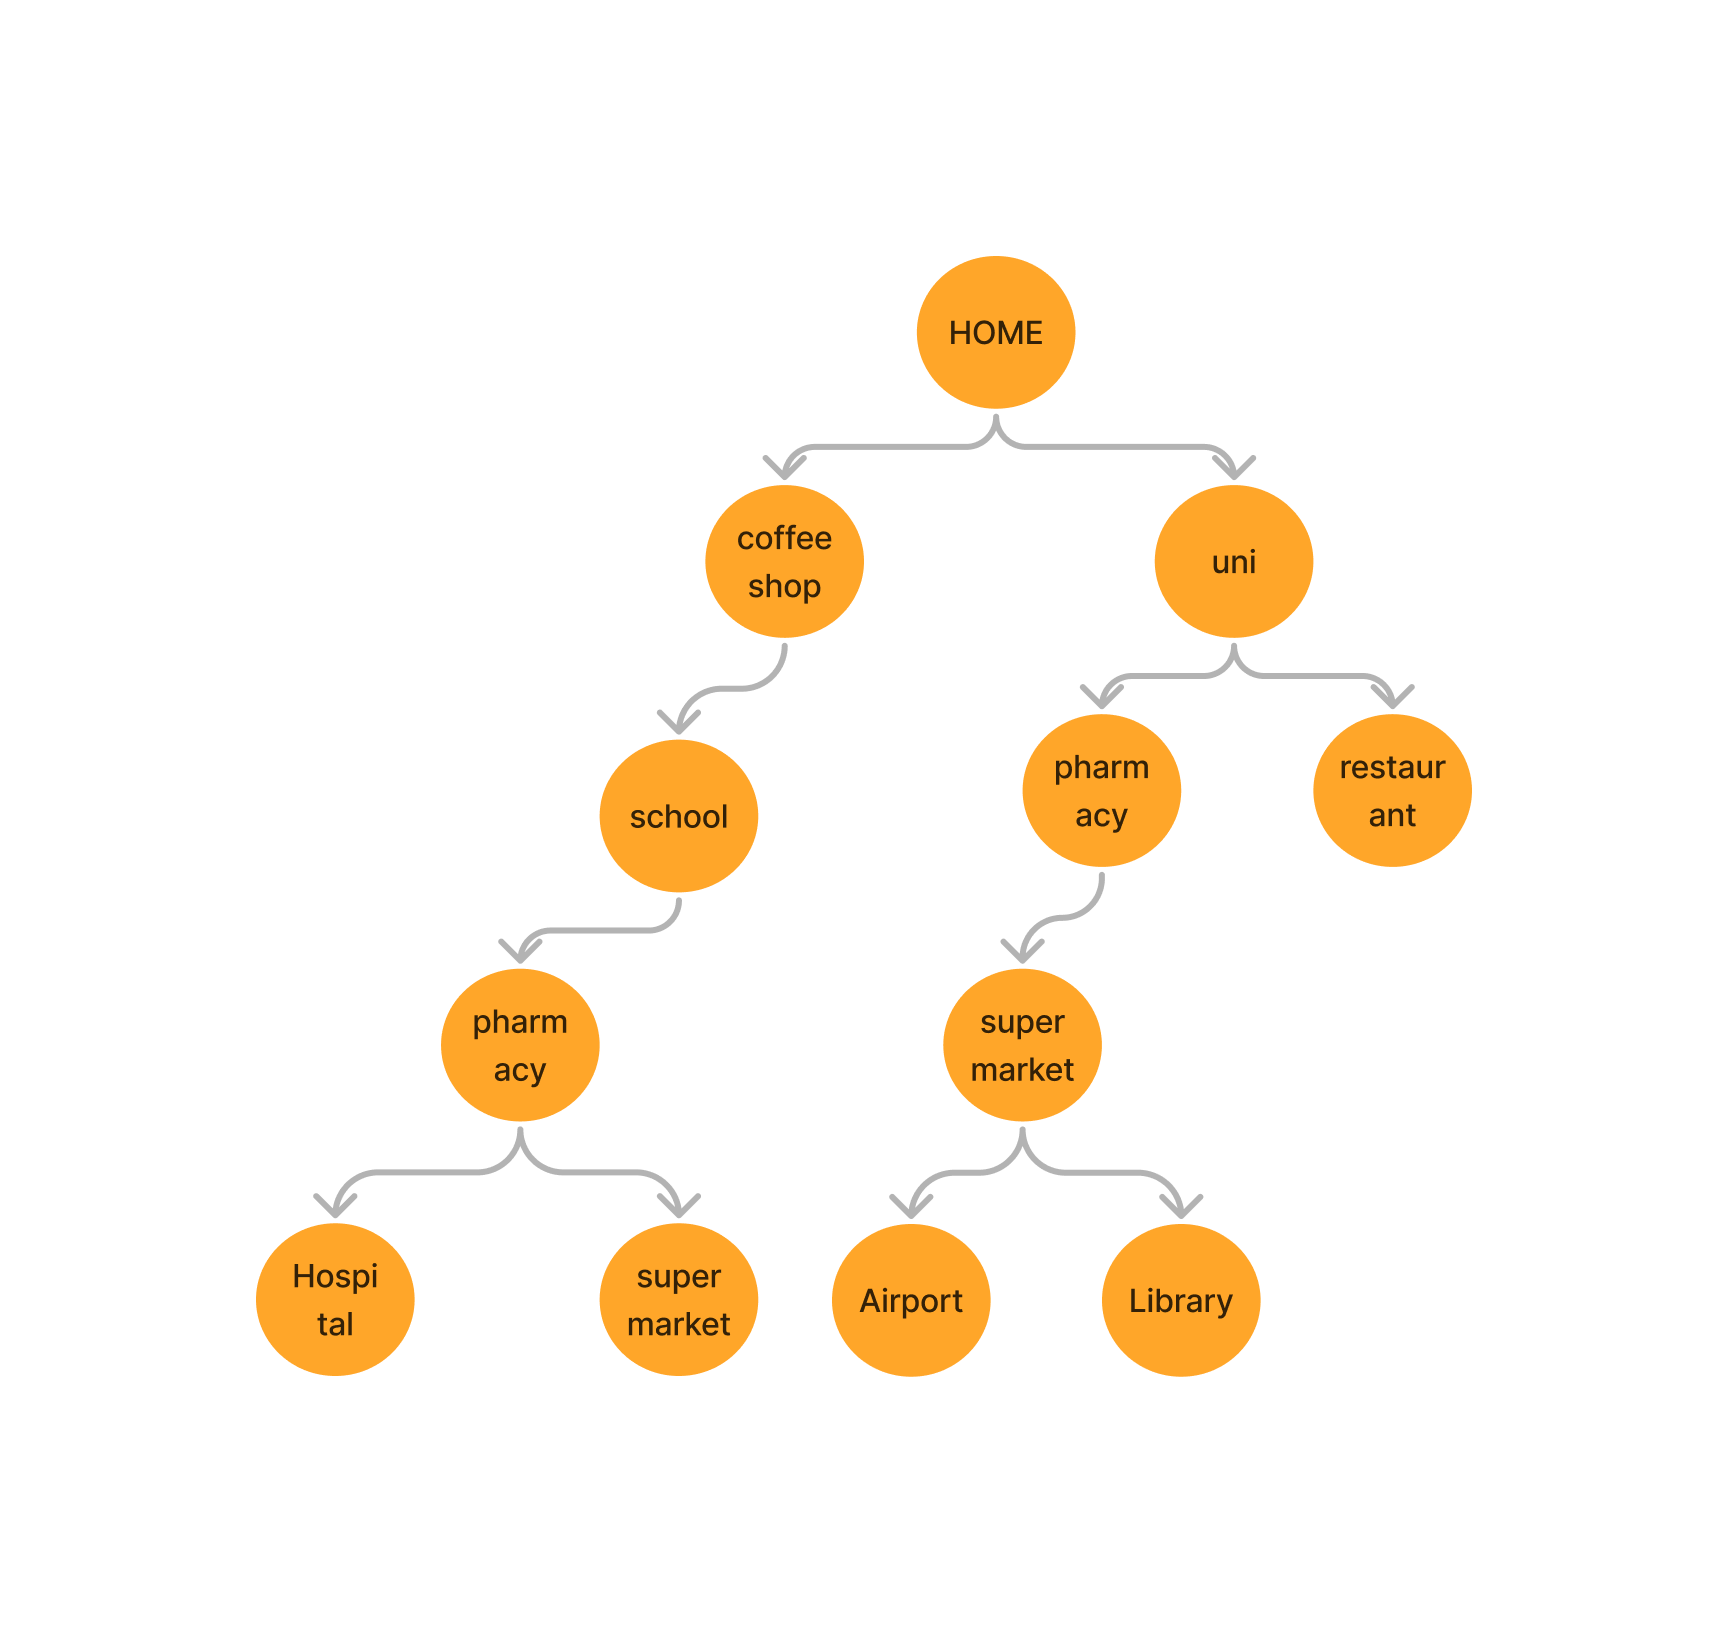 HOME
coffee
shop
uni
pharm
acy
restaur
ant
school
pharm
acy
super
market
Hospi
tal
super
market
Airport
Library